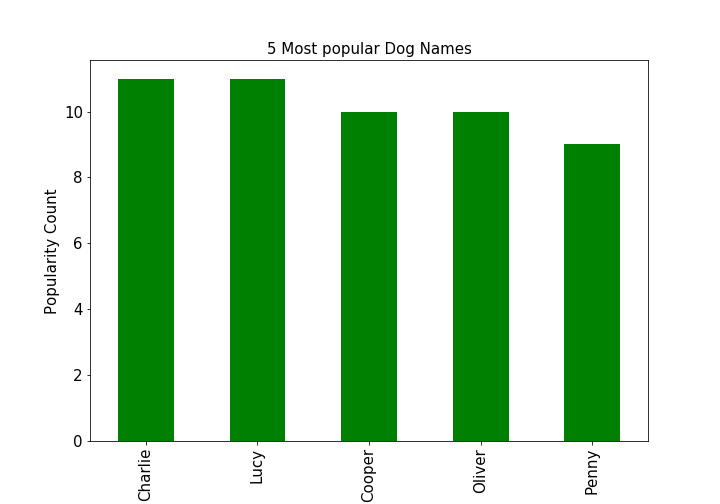 5 Most popular Dog Names
Popularity Count
10
8
6
4
2
0
Charlie
Lucy
Cooper
Oliver
Penny